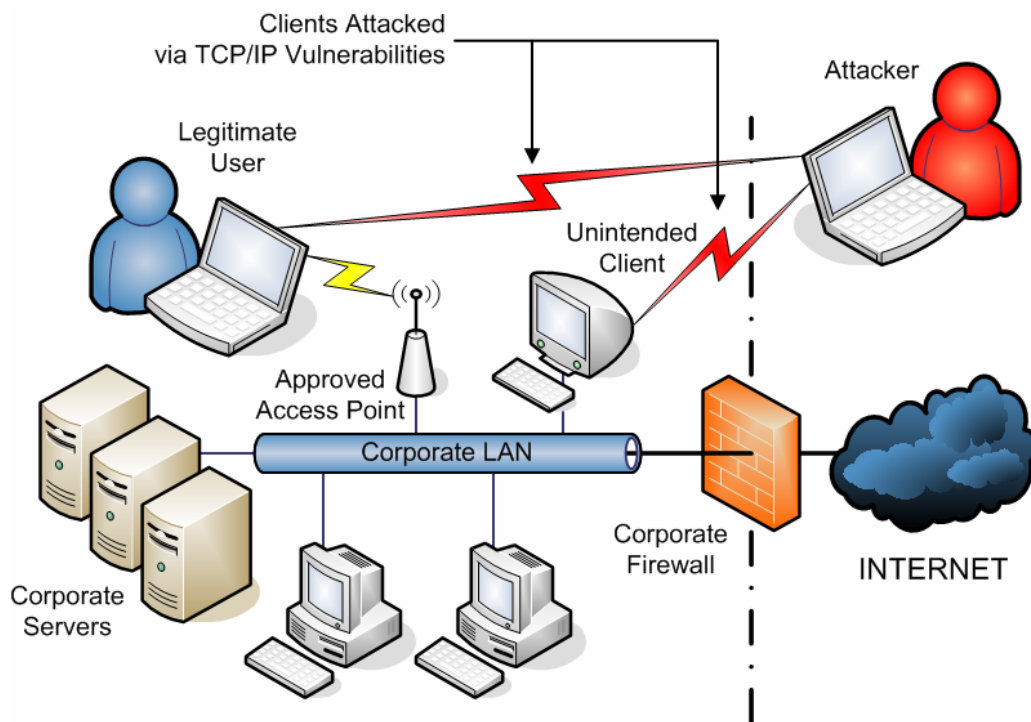 Clients Attacked
via TCP/IP Vulnerabilities
Attacker
Legitimate
User
Unintended
Client
Approved
Access Point
Corporate LAN
Corporate
Firewall
INTERNET
Corporate
Servers